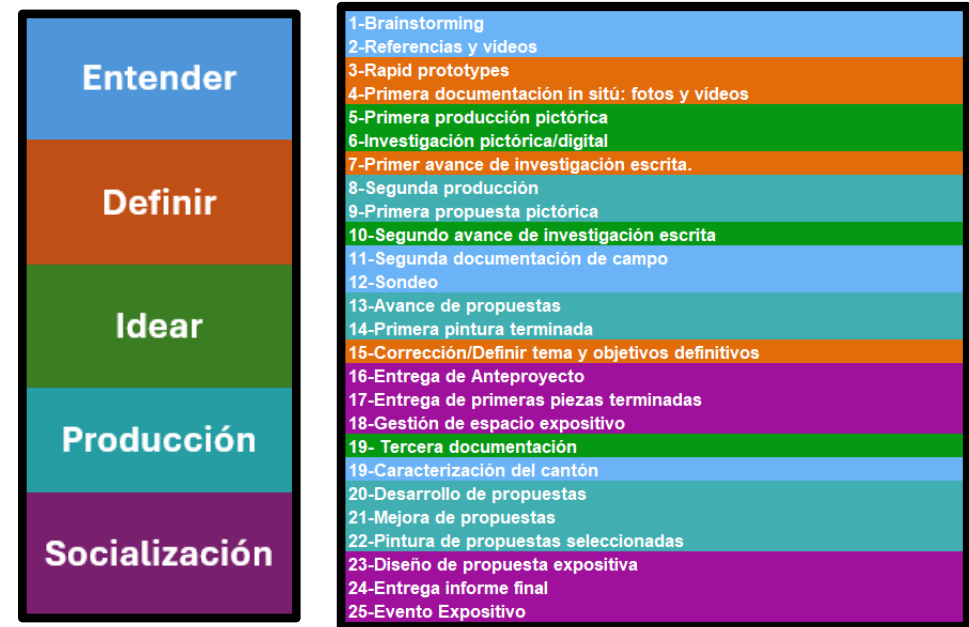 Entender
Definir
Idear
Producción
Socialización
1-Brainstorming
2-Referencias y vídeos
3-Rapid prototypes
4-Primera documentación in sitú: fotos y vídeos
5-Primera producción pictórica
6-Investigación pictórica/digital
7-Primer avance de investigación escrita.
8-Segunda producción
9-Primera propuesta pictórica
10-Segundo avance de investigación escrita
11-Segunda documentación de campo
12-Sondeo
13-Avance de propuestas
14-Primera pintura terminada
15-Corrección/Definir tema y objetivos definitivos
16-Entrega de Anteproyecto
17-Entrega de primeras piezas terminadas
18-Gestión de espacio expositivo
19- Tercera documentación
19-Caracterización del cantón
20-Desarrollo de propuestas
21-Mejora de propuestas
22-Pintura de propuestas seleccionadas
23-Diseño de propuesta expositiva
24-Entrega informe final
25-Evento Expositivo